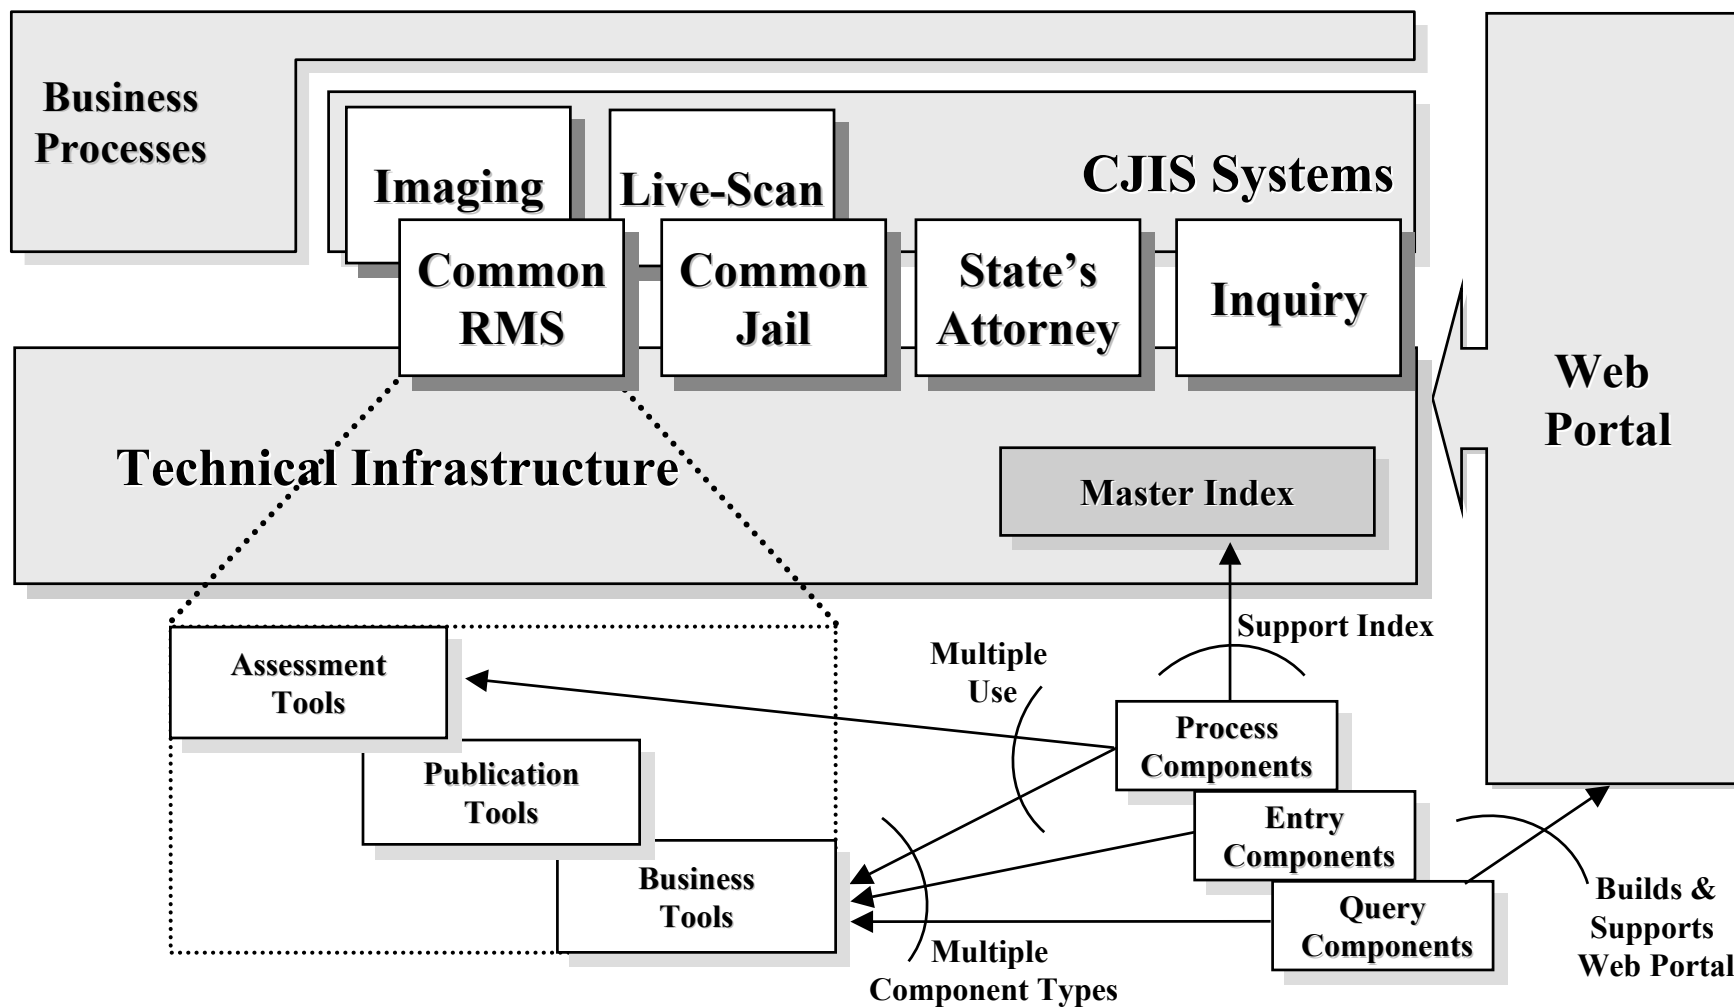 Business
Processes
Imaging
Live-Scan
CJIS Systems
Common
RMS
Common
Jail
State's
Attorney
Inquiry
Web
Portal
Technical Infrastructure
Master Index
Support Index
Multiple
Use
Assessment
Tools
Publication
Tools
Business
Tools
Process
Components
Entry
Components
Query
Components
Multiple
Component Types
Builds &
Supports
Web Portal